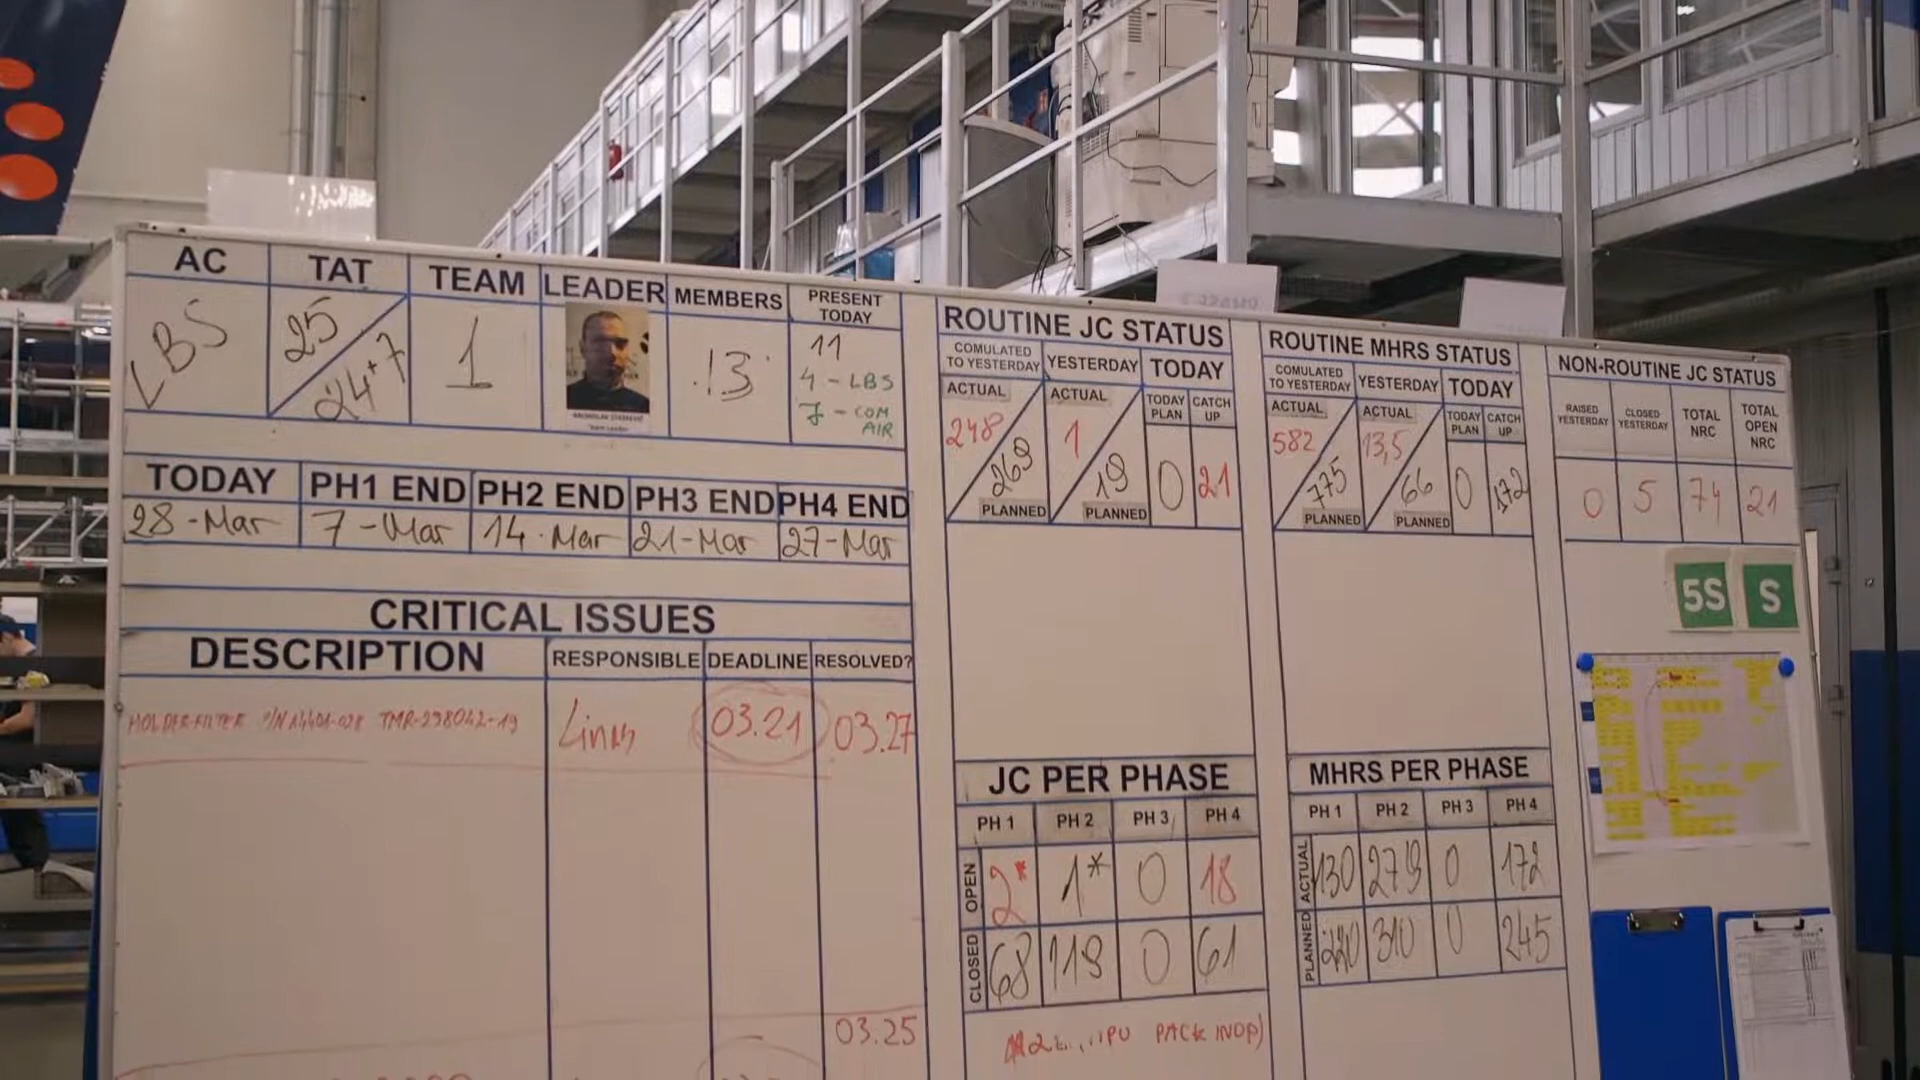 AC TAT TEAM LEADER MEMBERS PRESENT TODAY
LBS 25 24+7 1 13 11
4 - LBS
7 - COM AIR
TODAY PH1 END PH2 END PH3 END PH4 END
28-Mar 7-Mar 14-Mar 21-Mar 27-Mar
CRITICAL ISSUES
DESCRIPTION RESPONSIBLE DEADLINE RESOLVED?
HOLDER-FILTER P/N TMR-298042-19 Linas 03.21 03.27
03.25
ROUTINE JC STATUS
COMULATED TO YESTERDAY YESTERDAY TODAY
ACTUAL ACTUAL TODAY PLAN CATCH UP
248 269 1 19 0 21
PLANNED PLANNED
JC PER PHASE
PH 1 PH 2 PH 3 PH 4
OPEN 2* 1* 0 18
CLOSED 68 119 0 61
PACK INOP)
ROUTINE MHRS STATUS
COMULATED TO YESTERDAY YESTERDAY TODAY
ACTUAL ACTUAL TODAY PLAN CATCH UP
582 775 13,5 66 0 172
PLANNED PLANNED
MHRS PER PHASE
PH 1 PH 2 PH 3 PH 4
ACTUAL 130 279 0 172
PLANNED 220 310 0 245
NON-ROUTINE JC STATUS
RAISED YESTERDAY CLOSED YESTERDAY TOTAL NRC TOTAL OPEN NRC
0 5 74 21
5S S